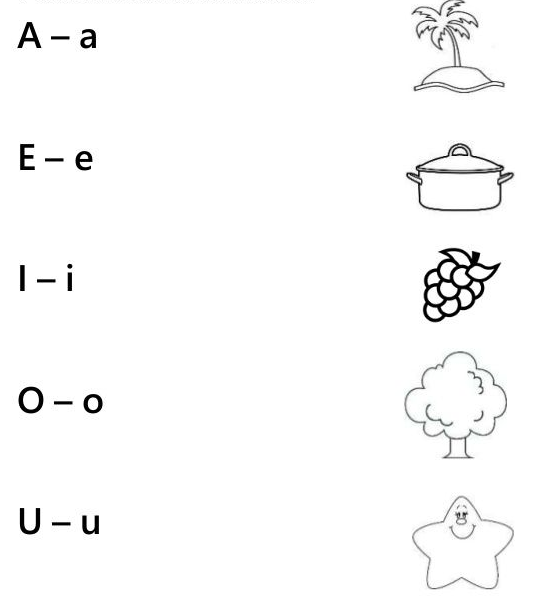 A – a
E – e
I – i
O – o
U – u